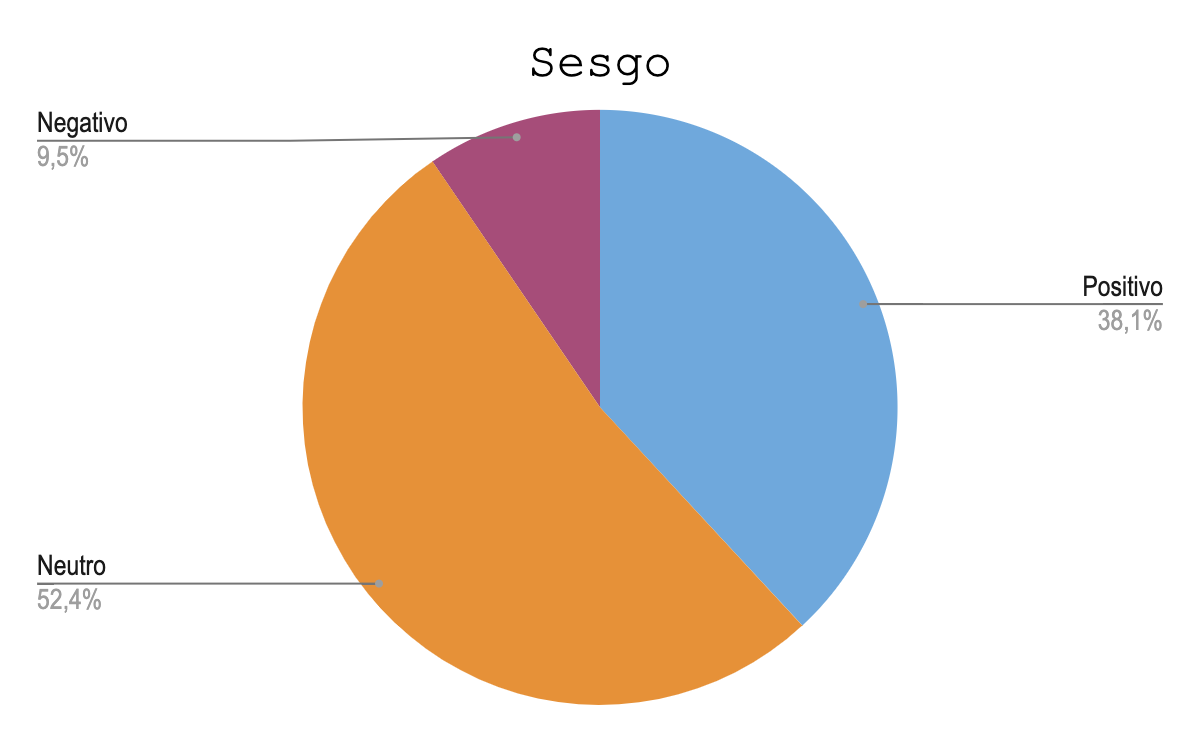 Sesgo
Negativo
9,5%
Positivo
38,1%
Neutro
52,4%